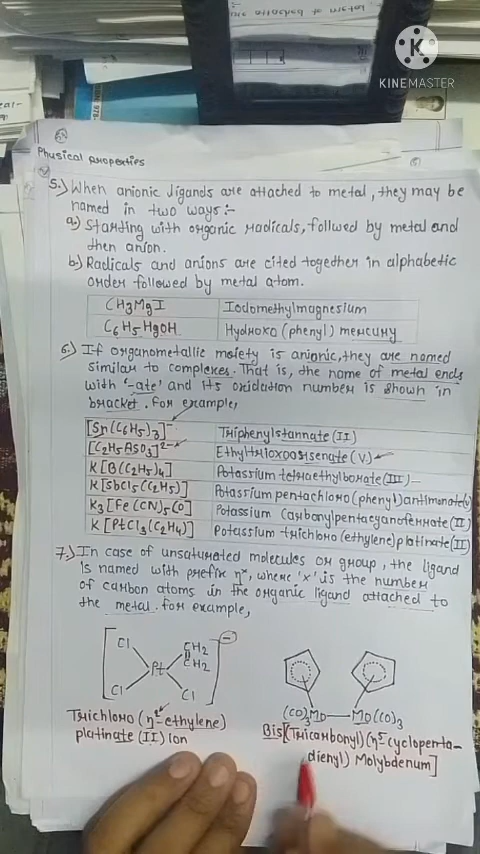 are attached to metal
KINEMASTER
Physical properties
5.) When anionic ligands are attached to metal, they may be
named in two ways:-
a) Starting with organic radicals, follwed by metal and
then anion.
b) Radicals and anions are cited together in alphabetic
order followed by metal atom.
CH3MgI Iodomethylmagnesium
C6H5HgOH Hydroxo (phenyl) mercury
6.) If organometallic moiety is anionic, they are named
similar to complexes. That is, the name of metal ends
with '-ate' and its oxidation number is shown in
bracket. for example,
[Sn(C6H5)3]- Triphenylstannate (II)
[C2H5AsO3]2- Ethyltrioxoarsenate (V)
K[B(C2H5)4] Potassium tetraethylborate (III)
K[SbCl5(C2H5)] Potassium pentachloro (phenyl) antimonate (V)
K3[Fe(CN)5CO] Potassium Carbonylpentacyanoferrate (II)
K[PtCl3(C2H4)] Potassium trichloro (ethylene) platinate (II)
7.) In case of unsaturated molecules or group, the ligand
is named with prefix ηx, where 'x' is the number
of carbon atoms in the organic ligand attached to
the metal. for example,
Cl CH2 -
CH2
Pt
Cl Cl
(CO)3Mo Mo(CO)3
Trichloro (η2-ethylene)
platinate (II) ion
Bis[(Tricarbonyl) (η5-cyclopenta-
dienyl) Molybdenum]